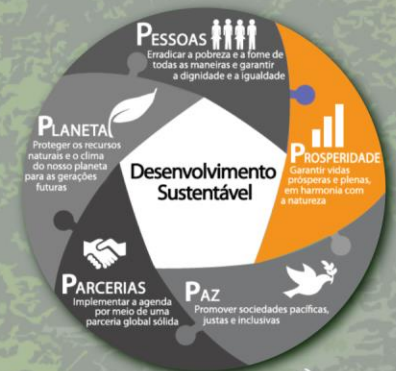 PESSOAS
Erradicar a pobreza e a fome de
todas as maneiras e garantir
a dignidade e a igualdade
PLANETA
Proteger os recursos
naturais e o clima
do nosso planeta
para as gerações
futuras
Desenvolvimento
Sustentável
PROSPERIDADE
Garantir vidas
prósperas e plenas,
em harmonia com
a natureza
PARCERIAS
Implementar a agenda
por meio de uma
parceria global sólida
PAZ
Promover sociedades pacíficas,
justas e inclusivas